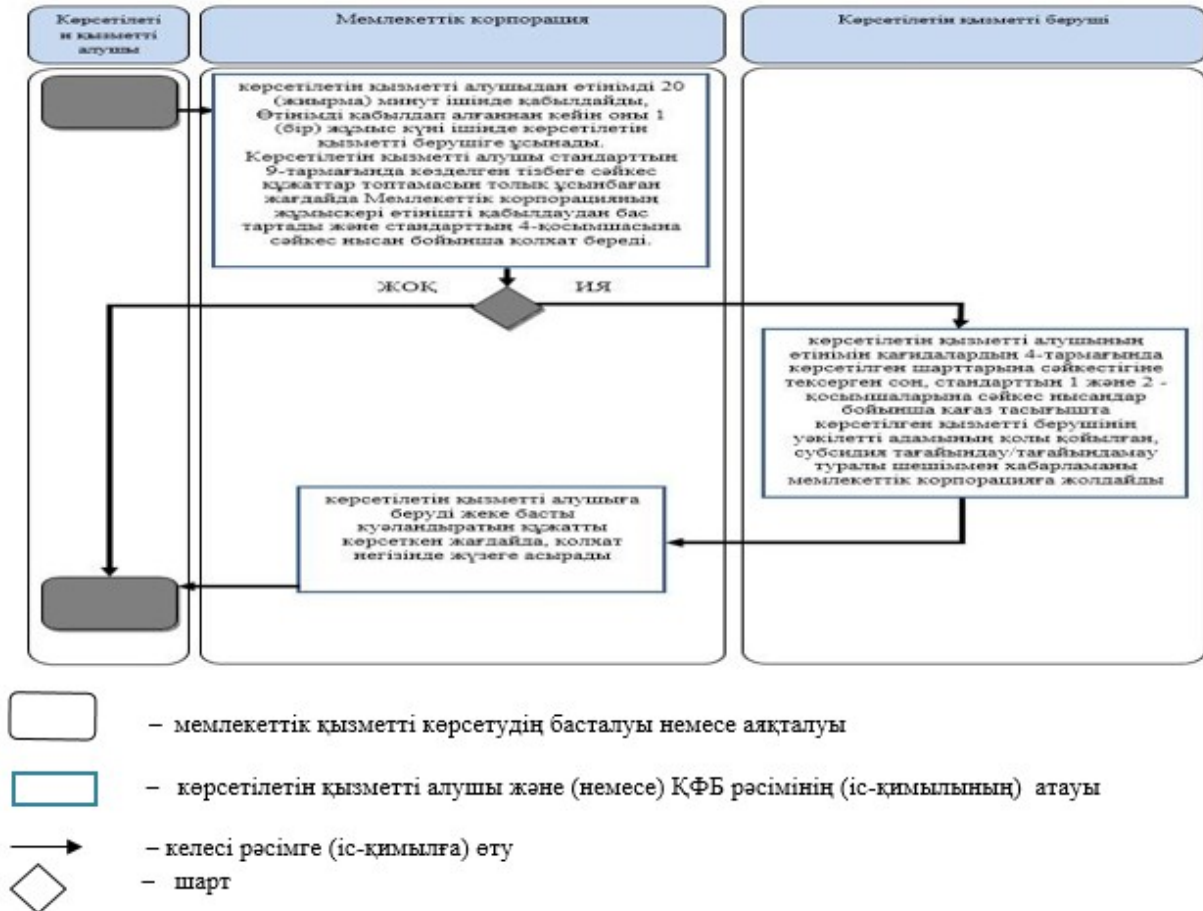 Көрсетілеті
н қызметті
алушы
Мемлекеттік корпорация
Көрсетілетін қызметті беруші
көрсетілетін қызметті алушыдан өтінімді 20
(жиырма) минут ішінде қабылдайды,
Өтінімді қабылдап алғаннан кейін оны 1
(бір) жұмыс күні ішінде көрсетілетін
қызметті берушіге ұсынады.
Көрсетілетін қызметті алушы стандарттың
9-тармағында көзделген тізбеге сәйкес
құжаттар топтамасын толық ұсынбаған
жағдайда Мемлекеттік корпорацияның
жұмыскері өтінішті қабылдаудан бас
тартады және стандарттың 4-қосымшасына
сәйкес нысан бойынша қолхат береді.
ЖОҚ
ИЯ
көрсетілетін қызметті алушының
өтінімін қағидалардың 4-тармағында
көрсетілген шарттарына сәйкестігіне
тексерген соң, стандарттың 1 және 2 -
қосымшаларына сәйкес нысандар
бойынша қағаз тасығышта
көрсетілген қызметті берушінің
уәкілетті адамының қолы қойылған,
субсидия тағайындау/тағайындамау
туралы шешіммен хабарламаны
мемлекеттік корпорацияға жолдайды
көрсетілетін қызметті алушыға
беруді жеке басты
куәландыратын құжатты
көрсеткен жағдайда, қолхат
негізінде жүзеге асырады
– мемлекеттік қызметті көрсетудің басталуы немесе аяқталуы
– көрсетілетін қызметті алушы және (немесе) ҚФБ рәсімінің (іс-қимылының) атауы
– келесі рәсімге (іс-қимылға) өту
– шарт